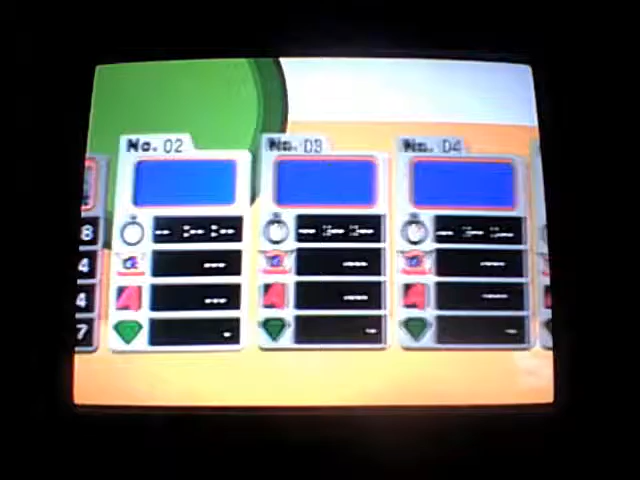 No. 02
No. 03
No. 04
8
-- : -- : --
-- : -- : --
-- : -- : --
4
---
---
---
4
---
---
---
7
-
-
-